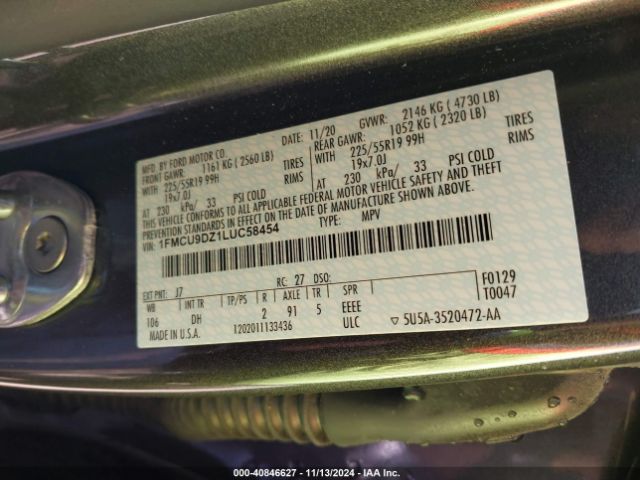 MFD. BY FORD MOTOR CO. DATE: 11/20 GVWR: 2146 KG ( 4730 LB)
FRONT GAWR: 1161 KG ( 2560 LB) REAR GAWR: 1052 KG ( 2320 LB)
WITH 225/55R19 99H TIRES WITH 225/55R19 99H TIRES
19x7.0J RIMS 19x7.0J RIMS
AT 230 kPa/ 33 PSI COLD AT 230 kPa/ 33 PSI COLD
THIS VEHICLE CONFORMS TO ALL APPLICABLE FEDERAL MOTOR VEHICLE SAFETY AND THEFT
PREVENTION STANDARDS IN EFFECT ON THE DATE OF MANUFACTURE SHOWN ABOVE.
VIN: 1FMCU9DZ1LUC58454 TYPE: MPV
EXT PNT: J7 RC: 27 DSO:
WB INT TR TP/PS R AXLE TR SPR F0129
106 DH 2 91 5 EEEE T0047
MADE IN U.S.A. 1202011133436 ULC ▽ 5U5A-3520472-AA
000-40846627 - 11/13/2024 - IAA Inc.